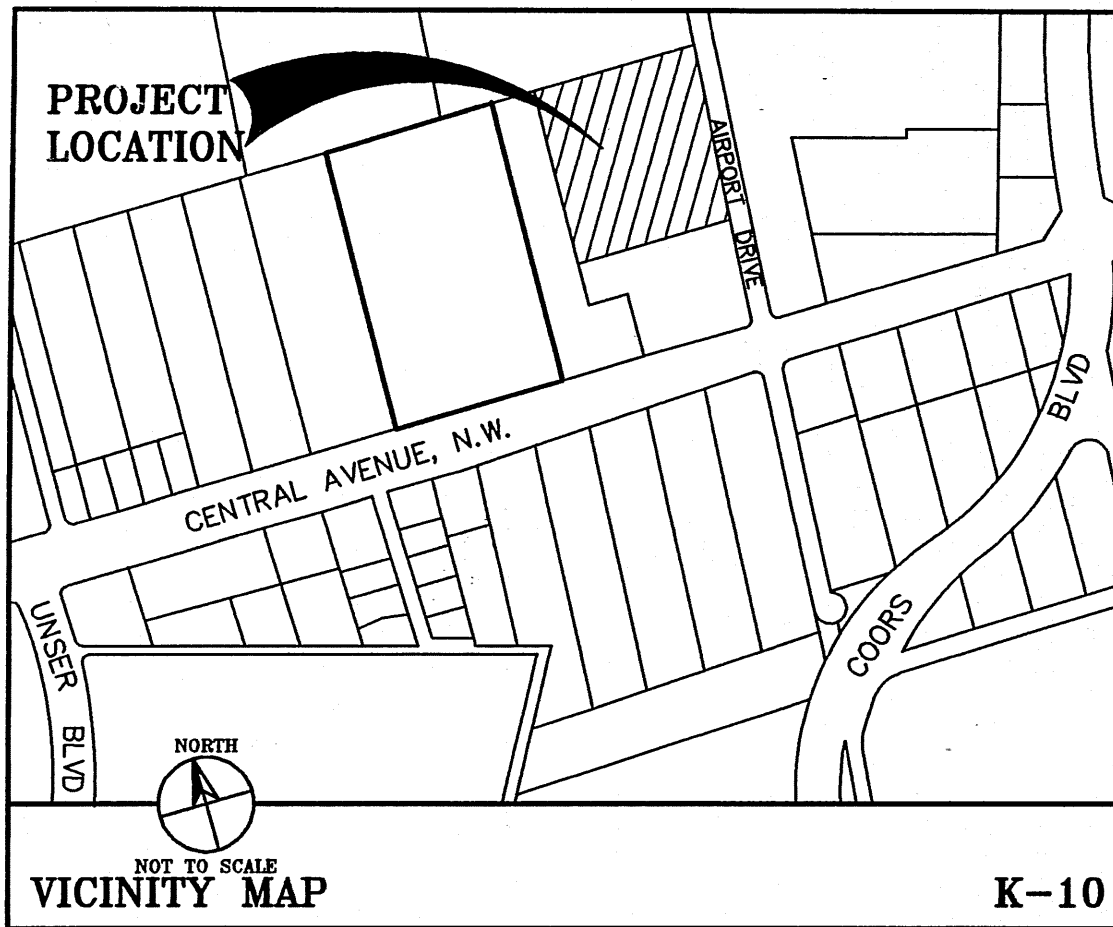 PROJECT
LOCATION
AIRPORT DRIVE
CENTRAL AVENUE, N.W.
BLVD
COORS
UNSER BLVD
NORTH
NOT TO SCALE
VICINITY MAP
K-10